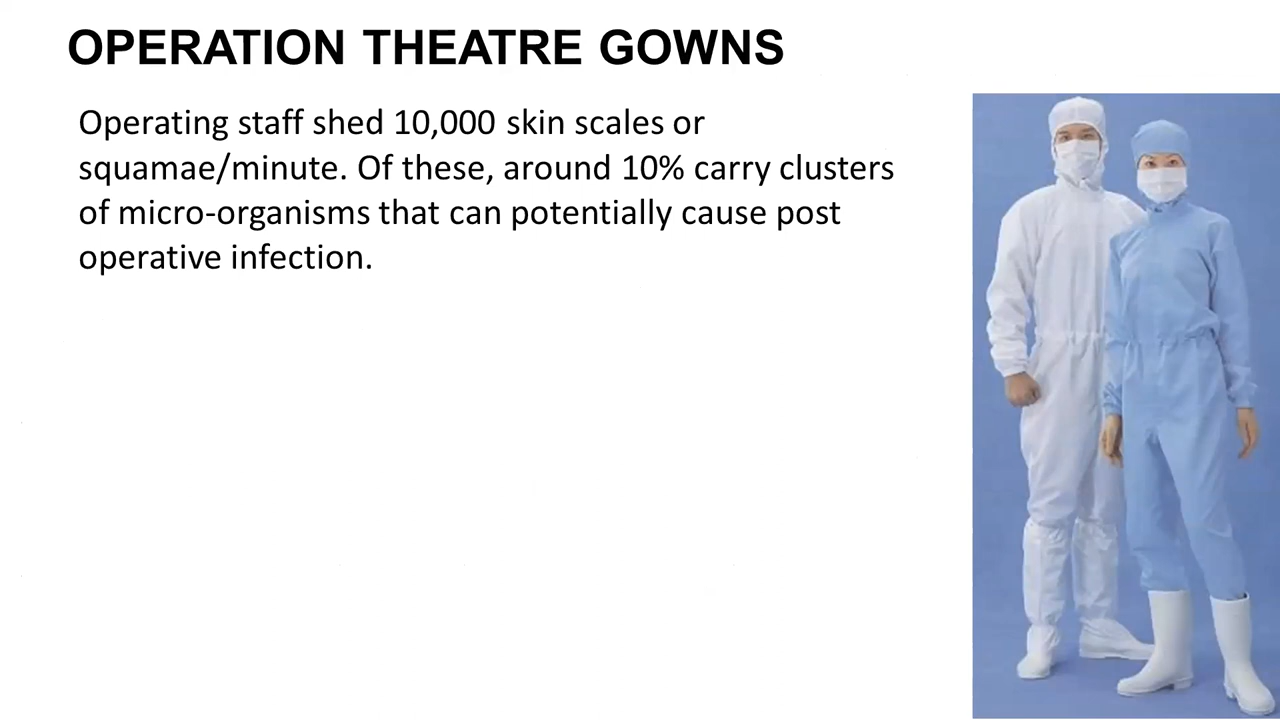 OPERATION THEATRE GOWNS
Operating staff shed 10,000 skin scales or
squamae/minute. Of these, around 10% carry clusters
of micro-organisms that can potentially cause post
operative infection.